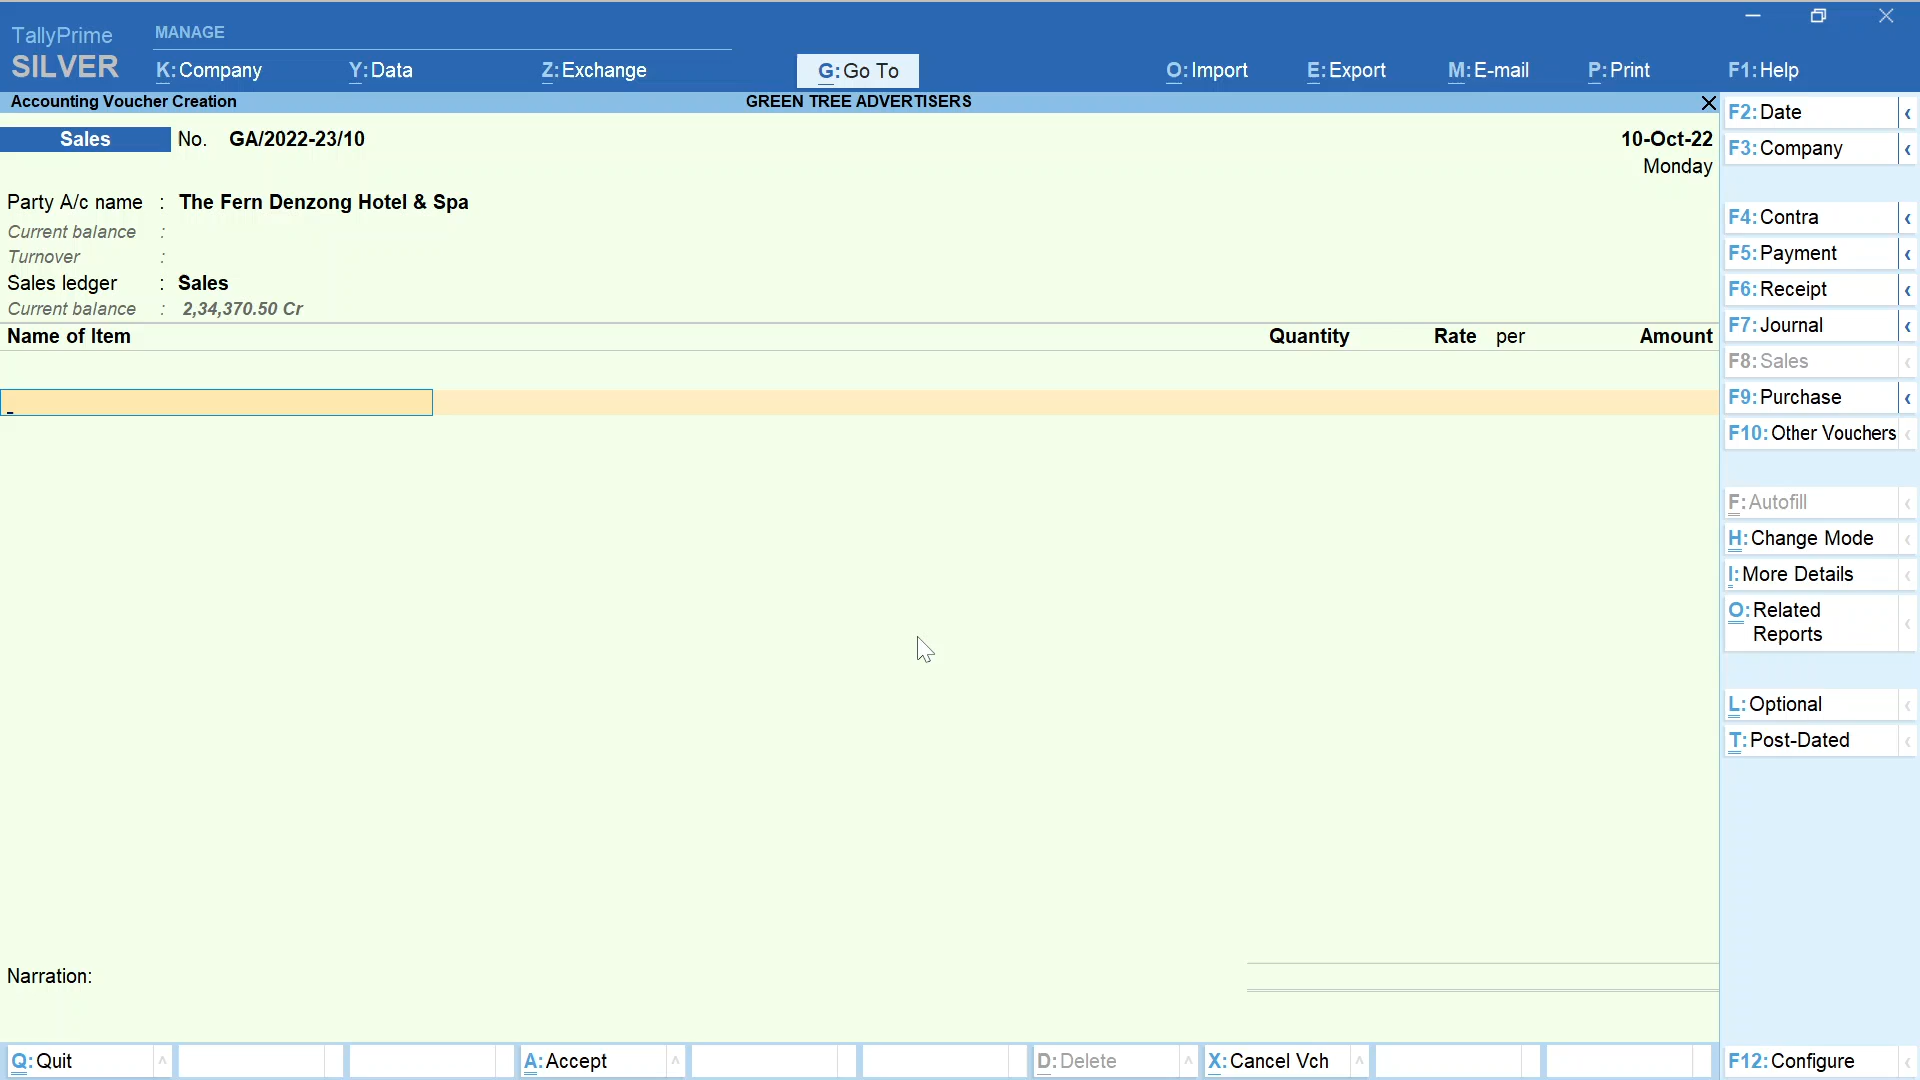 TallyPrime
SILVER
MANAGE
K:Company
Y:Data
Z:Exchange
G:Go To
O:Import
E:Export
M:E-mail
P:Print
F1:Help
Accounting Voucher Creation
GREEN TREE ADVERTISERS
Sales No. GA/2022-23/10
10-Oct-22
Monday
Party A/c name : The Fern Denzong Hotel & Spa
Current balance :
Turnover :
Sales ledger : Sales
Current balance : 2,34,370.50 Cr
Name of Item Quantity Rate per Amount
Narration:
F2:Date
F3:Company
F4:Contra
F5:Payment
F6:Receipt
F7:Journal
F8:Sales
F9:Purchase
F10:Other Vouchers
F:Autofill
H:Change Mode
I:More Details
O:Related
Reports
L:Optional
T:Post-Dated
Q:Quit
A:Accept
D:Delete
X:Cancel Vch
F12:Configure